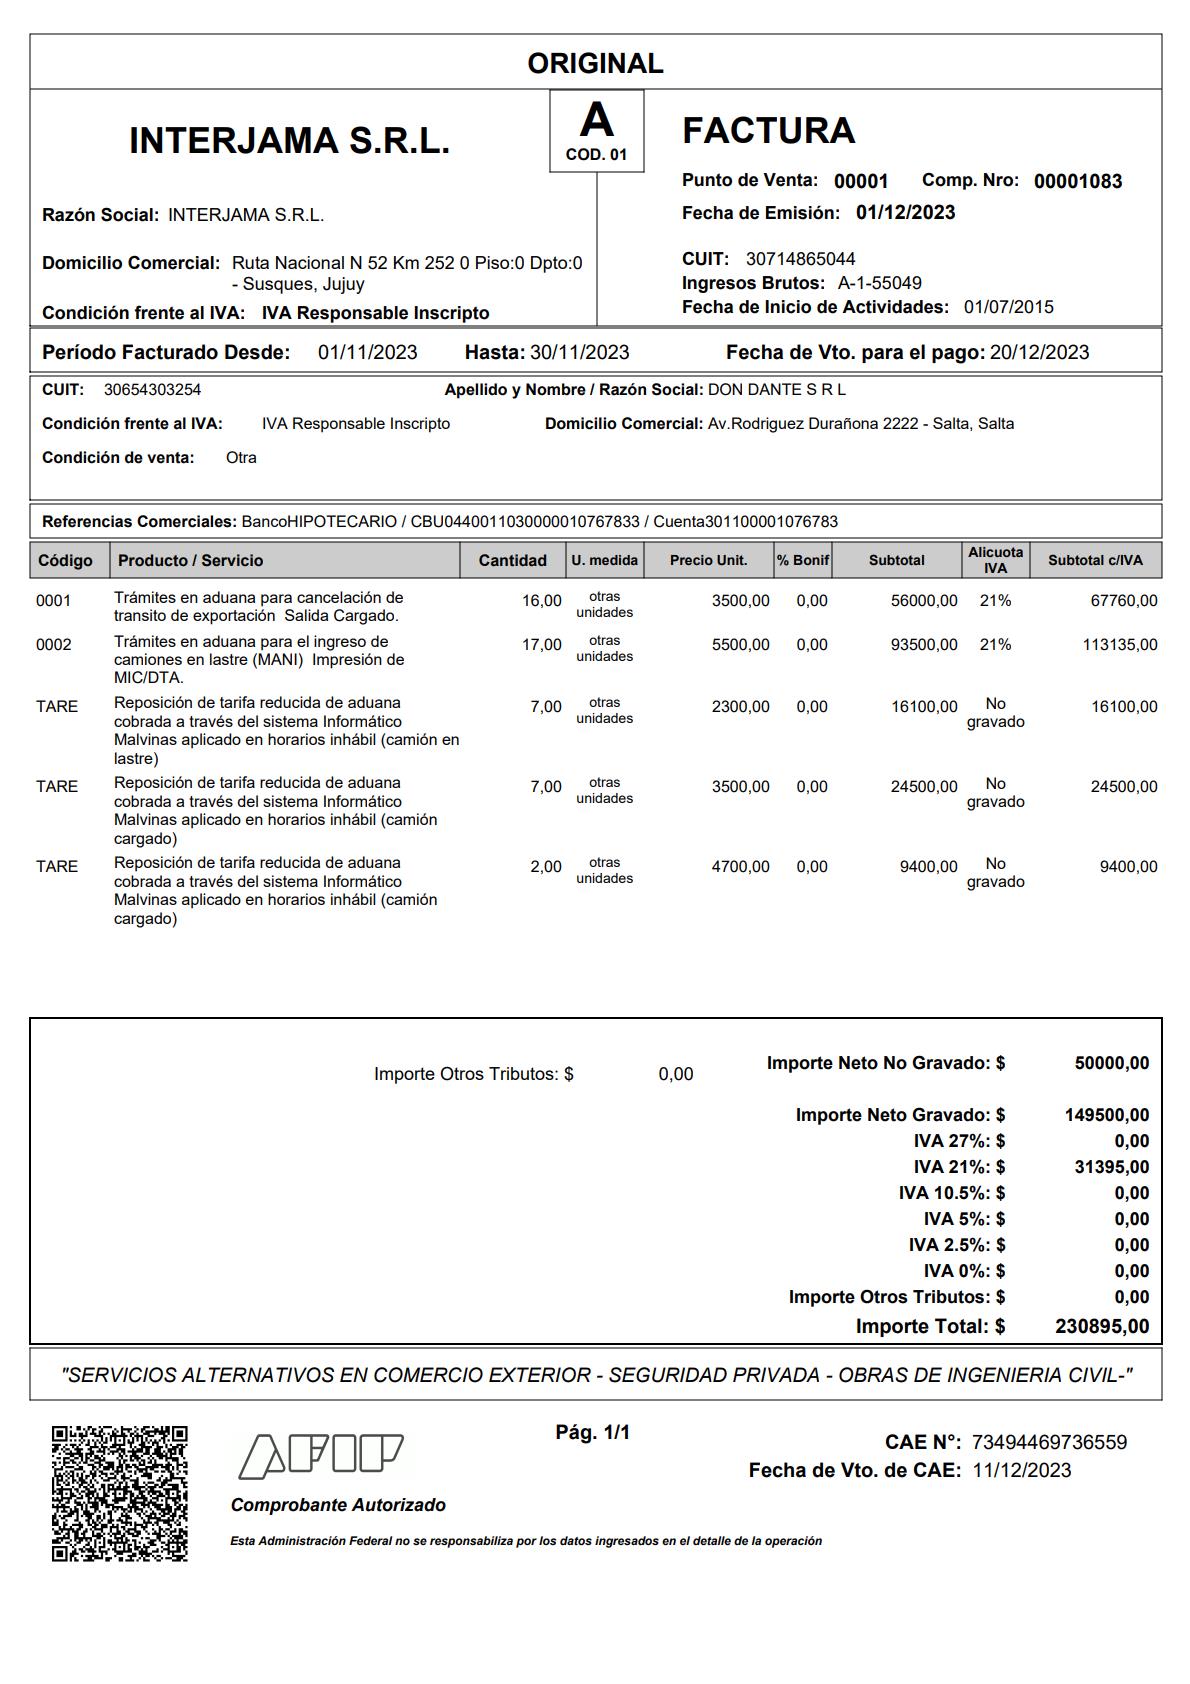 ORIGINAL
INTERJAMA S.R.L.
A
COD. 01
FACTURA
Punto de Venta: 00001 Comp. Nro: 00001083
Fecha de Emisión: 01/12/2023
Razón Social: INTERJAMA S.R.L.
Domicilio Comercial: Ruta Nacional N 52 Km 252 0 Piso:0 Dpto:0
- Susques, Jujuy
Condición frente al IVA: IVA Responsable Inscripto
CUIT: 30714865044
Ingresos Brutos: A-1-55049
Fecha de Inicio de Actividades: 01/07/2015
Período Facturado Desde: 01/11/2023 Hasta: 30/11/2023 Fecha de Vto. para el pago: 20/12/2023
CUIT: 30654303254 Apellido y Nombre / Razón Social: DON DANTE S R L
Condición frente al IVA: IVA Responsable Inscripto Domicilio Comercial: Av.Rodriguez Durañona 2222 - Salta, Salta
Condición de venta: Otra
Referencias Comerciales: BancoHIPOTECARIO / CBU0440011030000010767833 / Cuenta301100001076783
Código Producto / Servicio Cantidad U. medida Precio Unit. % Bonif Subtotal Alicuota IVA Subtotal c/IVA
0001 Trámites en aduana para cancelación de 16,00 otras unidades 3500,00 0,00 56000,00 21% 67760,00
transito de exportación  Salida Cargado.
0002 Trámites en aduana para el ingreso de 17,00 otras unidades 5500,00 0,00 93500,00 21% 113135,00
camiones en lastre (MANI)  Impresión de
MIC/DTA.
TARE Reposición de tarifa reducida de aduana 7,00 otras unidades 2300,00 0,00 16100,00 No gravado 16100,00
cobrada a través del sistema Informático
Malvinas aplicado en horarios inhábil (camión en
lastre)
TARE Reposición de tarifa reducida de aduana 7,00 otras unidades 3500,00 0,00 24500,00 No gravado 24500,00
cobrada a través del sistema Informático
Malvinas aplicado en horarios inhábil (camión
cargado)
TARE Reposición de tarifa reducida de aduana 2,00 otras unidades 4700,00 0,00 9400,00 No gravado 9400,00
cobrada a través del sistema Informático
Malvinas aplicado en horarios inhábil (camión
cargado)
Importe Otros Tributos: $ 0,00
Importe Neto No Gravado: $ 50000,00
Importe Neto Gravado: $ 149500,00
IVA 27%: $ 0,00
IVA 21%: $ 31395,00
IVA 10.5%: $ 0,00
IVA 5%: $ 0,00
IVA 2.5%: $ 0,00
IVA 0%: $ 0,00
Importe Otros Tributos: $ 0,00
Importe Total: $ 230895,00
"SERVICIOS ALTERNATIVOS EN COMERCIO EXTERIOR - SEGURIDAD PRIVADA - OBRAS DE INGENIERIA CIVIL-"
AFIP
Comprobante Autorizado
Esta Administración Federal no se responsabiliza por los datos ingresados en el detalle de la operación
Pág. 1/1
CAE N°: 73494469736559
Fecha de Vto. de CAE: 11/12/2023